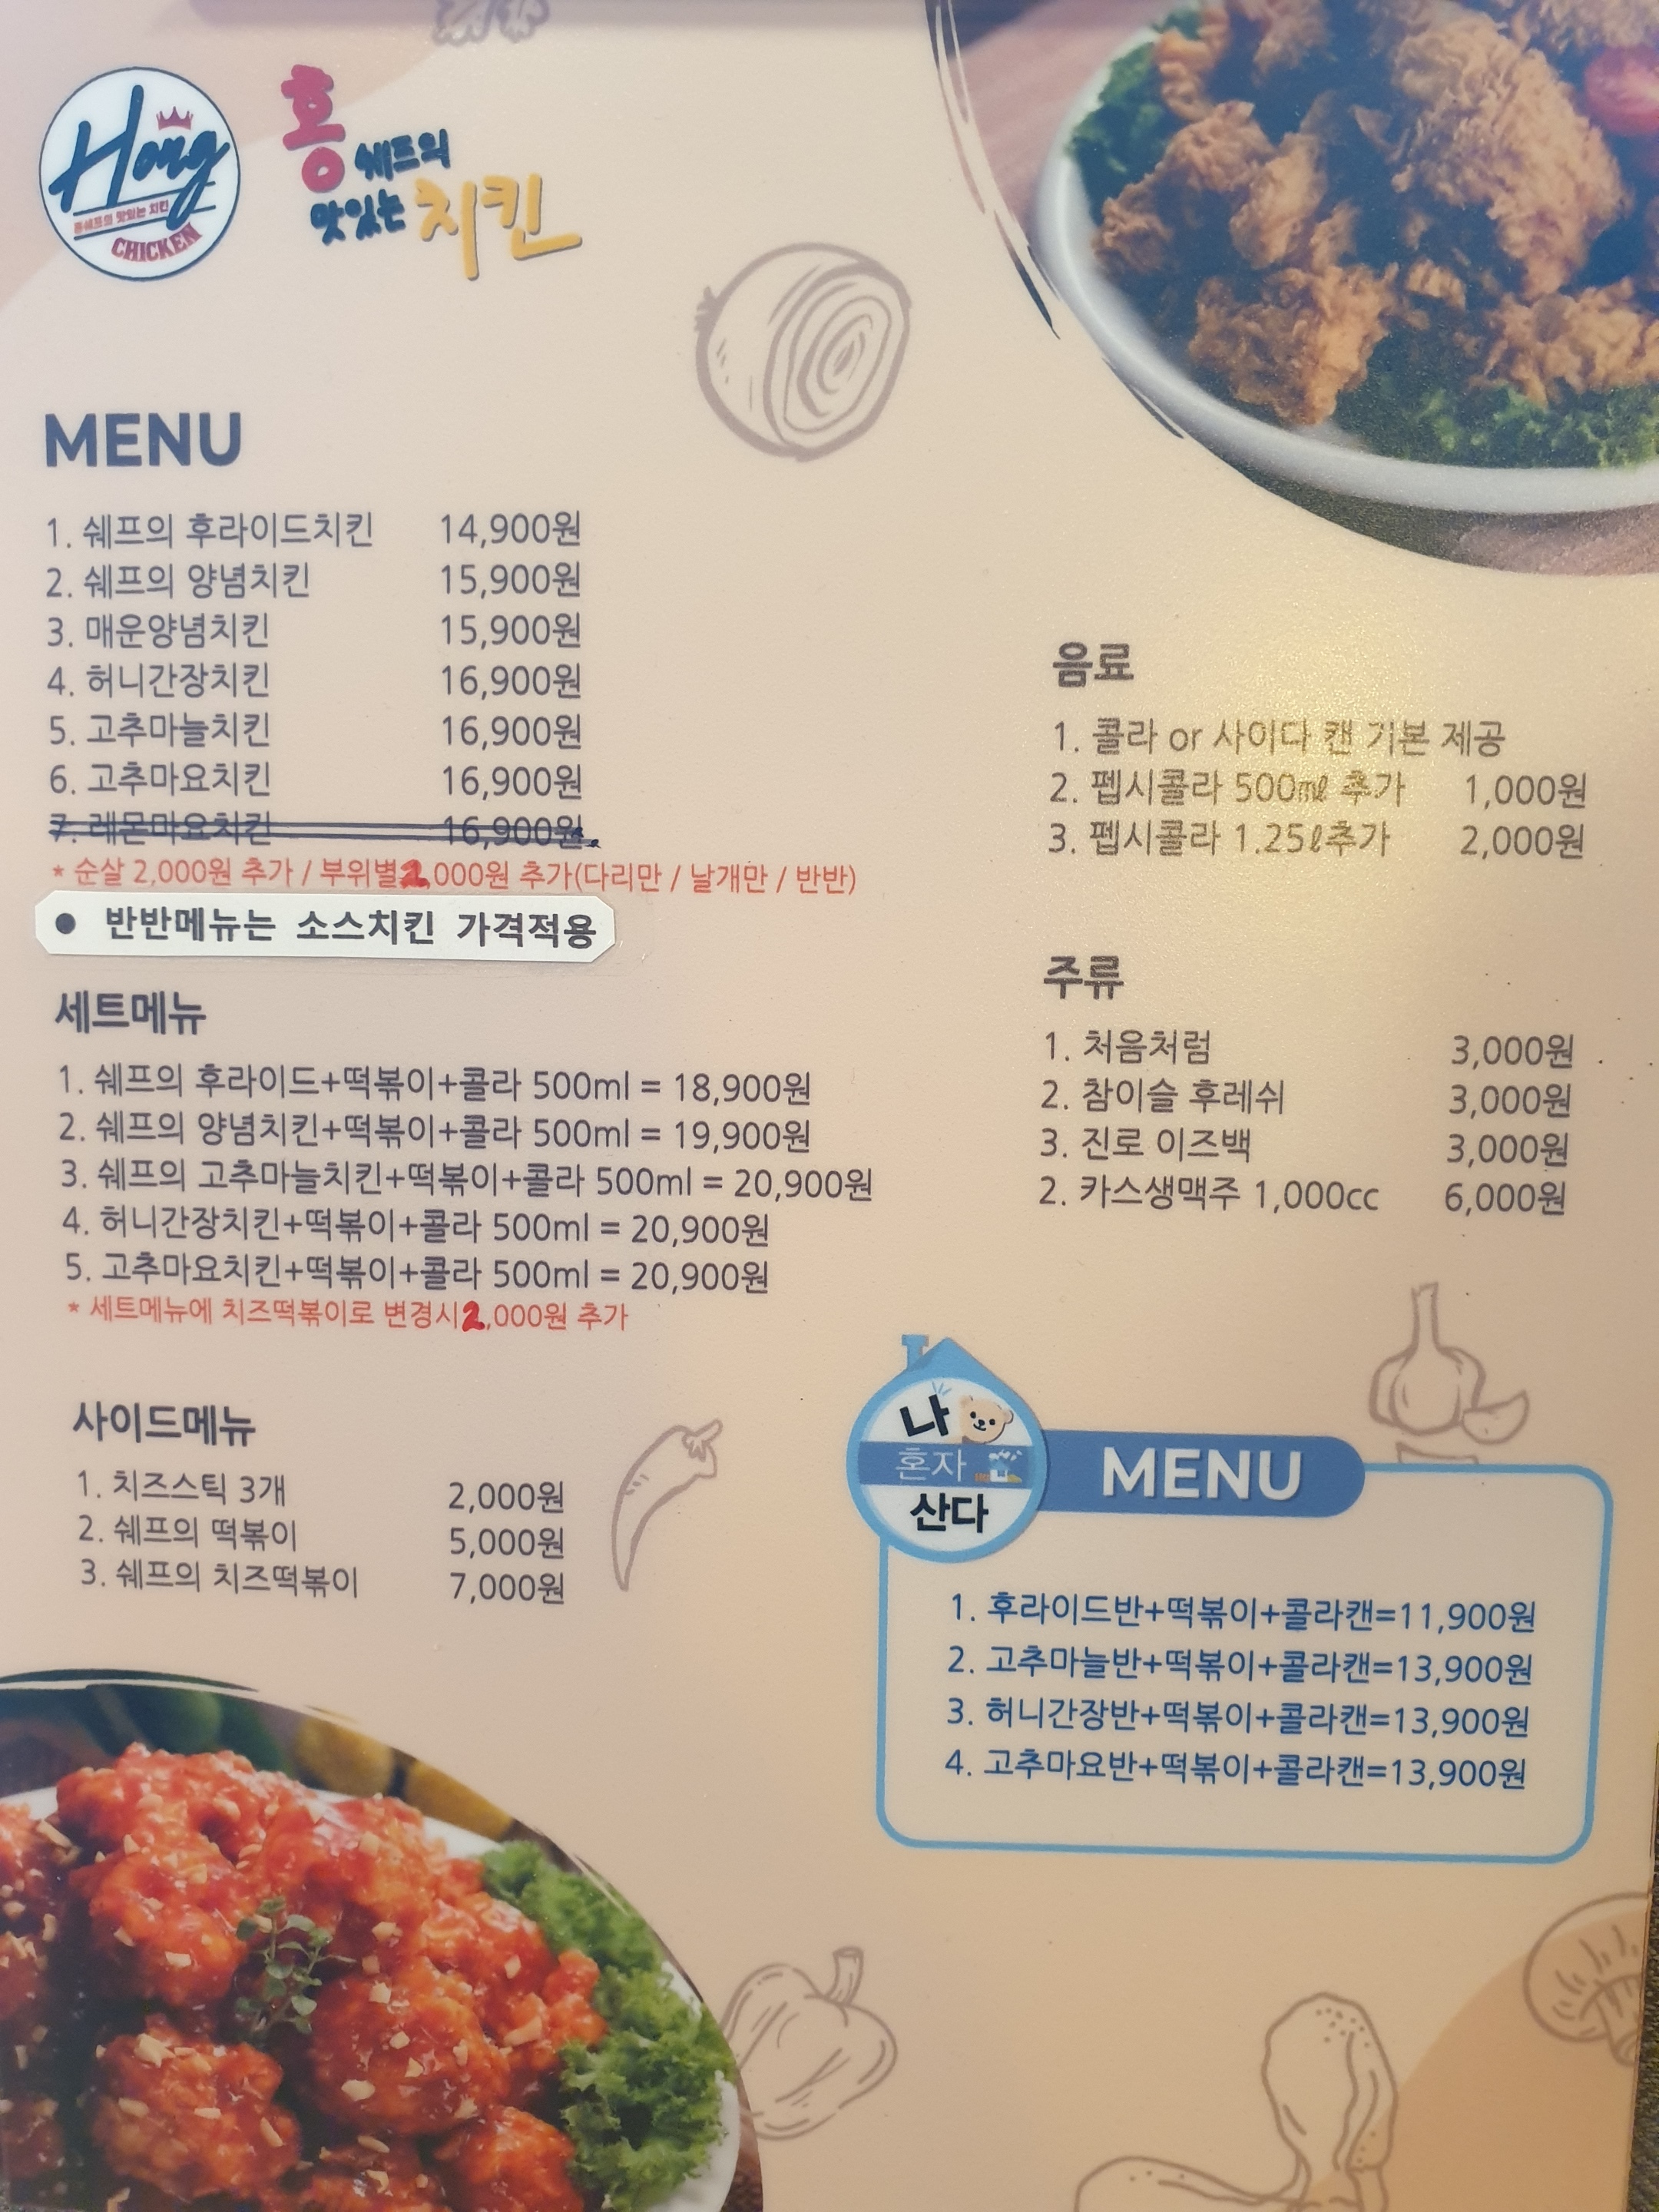 Hong
홍쉐프의 맛있는 치킨
CHICKEN
홍쉐프의
맛있는 치킨
MENU
1. 쉐프의 후라이드치킨 14,900원
2. 쉐프의 양념치킨 15,900원
3. 매운양념치킨 15,900원
4. 허니간장치킨 16,900원
5. 고추마늘치킨 16,900원
6. 고추마요치킨 16,900원
7. 레몬마요치킨 16,900원
* 순살 2,000원 추가 / 부위별2,000원 추가(다리만 / 날개만 / 반반)
● 반반메뉴는 소스치킨 가격적용
세트메뉴
1. 쉐프의 후라이드+떡볶이+콜라 500ml = 18,900원
2. 쉐프의 양념치킨+떡볶이+콜라 500ml = 19,900원
3. 쉐프의 고추마늘치킨+떡볶이+콜라 500ml = 20,900원
4. 허니간장치킨+떡볶이+콜라 500ml = 20,900원
5. 고추마요치킨+떡볶이+콜라 500ml = 20,900원
* 세트메뉴에 치즈떡볶이로 변경시2,000원 추가
사이드메뉴
1. 치즈스틱 3개 2,000원
2. 쉐프의 떡볶이 5,000원
3. 쉐프의 치즈떡볶이 7,000원
음료
1. 콜라 or 사이다 캔 기본 제공
2. 펩시콜라 500㎖ 추가 1,000원
3. 펩시콜라 1.25ℓ추가 2,000원
주류
1. 처음처럼 3,000원
2. 참이슬 후레쉬 3,000원
3. 진로 이즈백 3,000원
2. 카스생맥주 1,000cc 6,000원
나
혼자
산다
MENU
1. 후라이드반+떡볶이+콜라캔=11,900원
2. 고추마늘반+떡볶이+콜라캔=13,900원
3. 허니간장반+떡볶이+콜라캔=13,900원
4. 고추마요반+떡볶이+콜라캔=13,900원